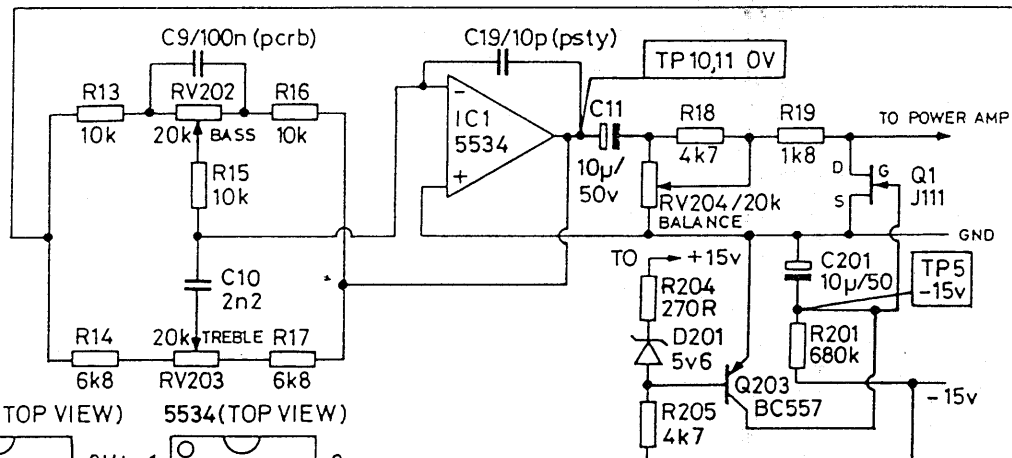 C9/100n (pcrb)
R13
10k
RV202
20k
BASS
R16
10k
R15
10k
C10
2n2
R14
6k8
20k TREBLE
RV203
R17
6k8
C19/10p (psty)
-
IC1
5534
+
TP10,11 0V
C11
10µ/
50v
R18
4k7
R19
1k8
TO POWER AMP
D
G
S
Q1
J111
RV204/20k
BALANCE
GND
TO
+15v
R204
270R
D201
5v6
C201
10µ/50
TP5
-15v
R201
680k
Q203
BC557
-15v
R205
4k7
TOP VIEW)
5534 (TOP VIEW)